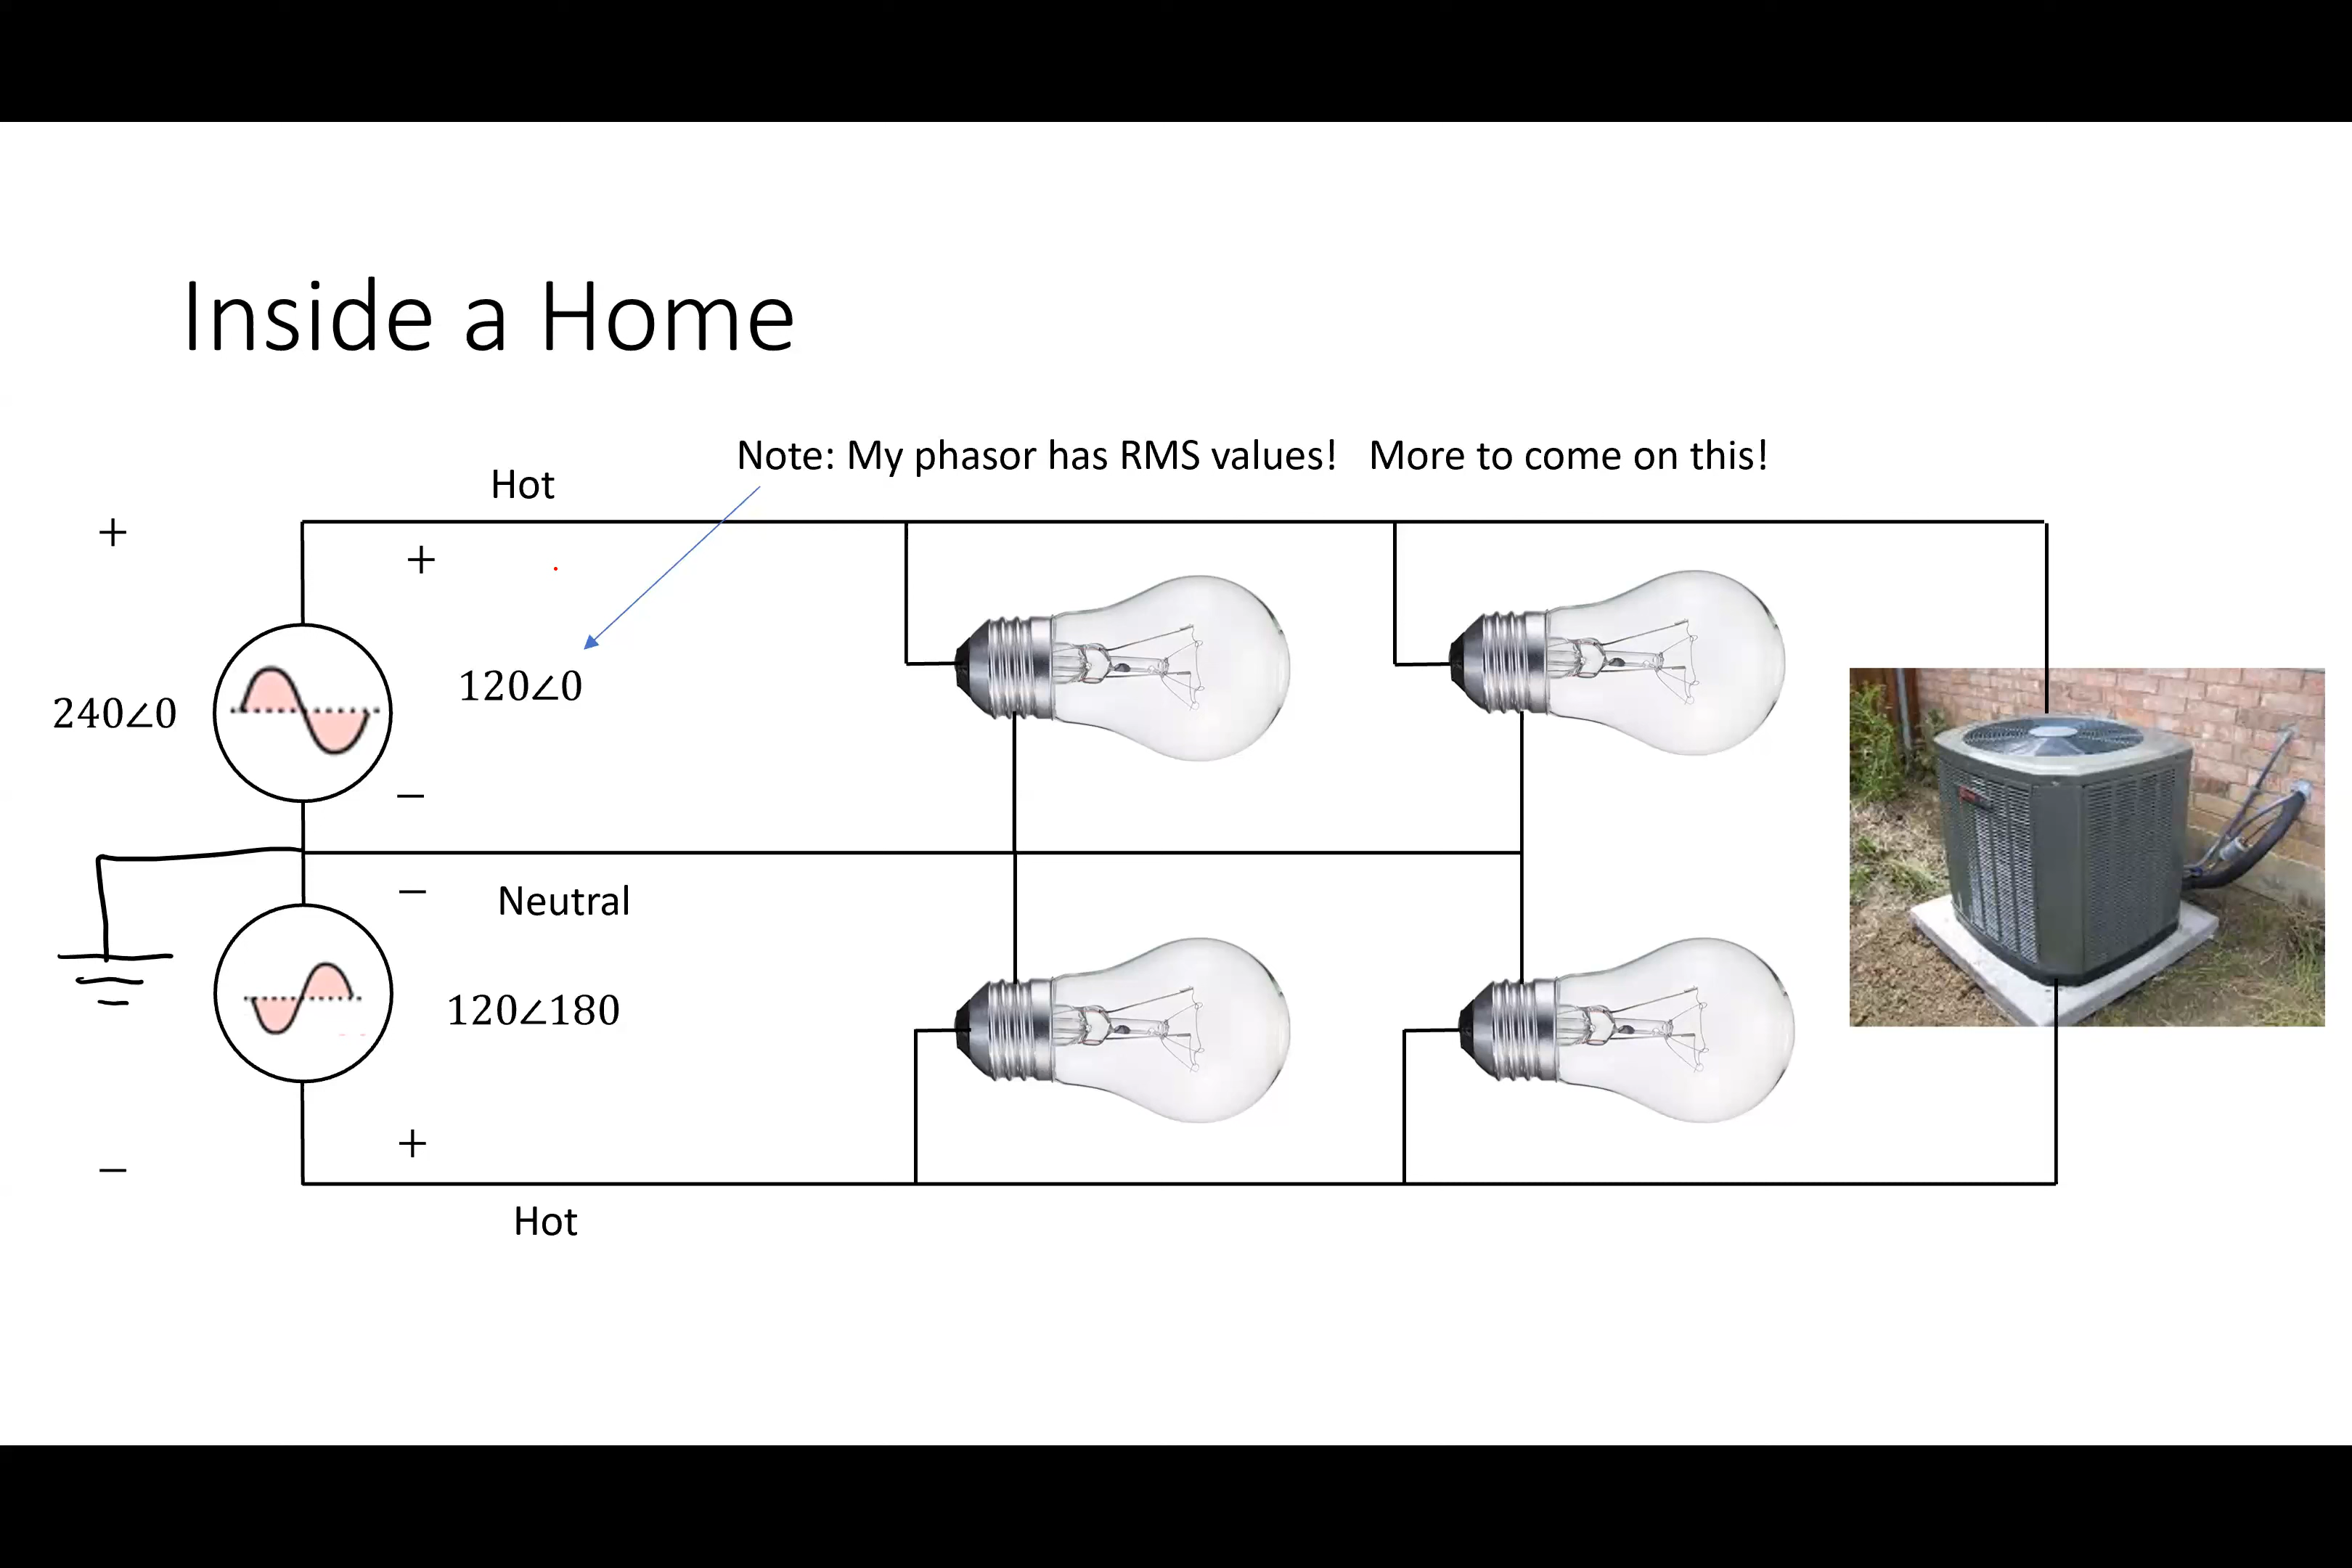 Inside a Home
Note: My phasor has RMS values! More to come on this!
Hot
+
+
120∠0
240∠0
−
−
Neutral
120∠180
+
−
Hot